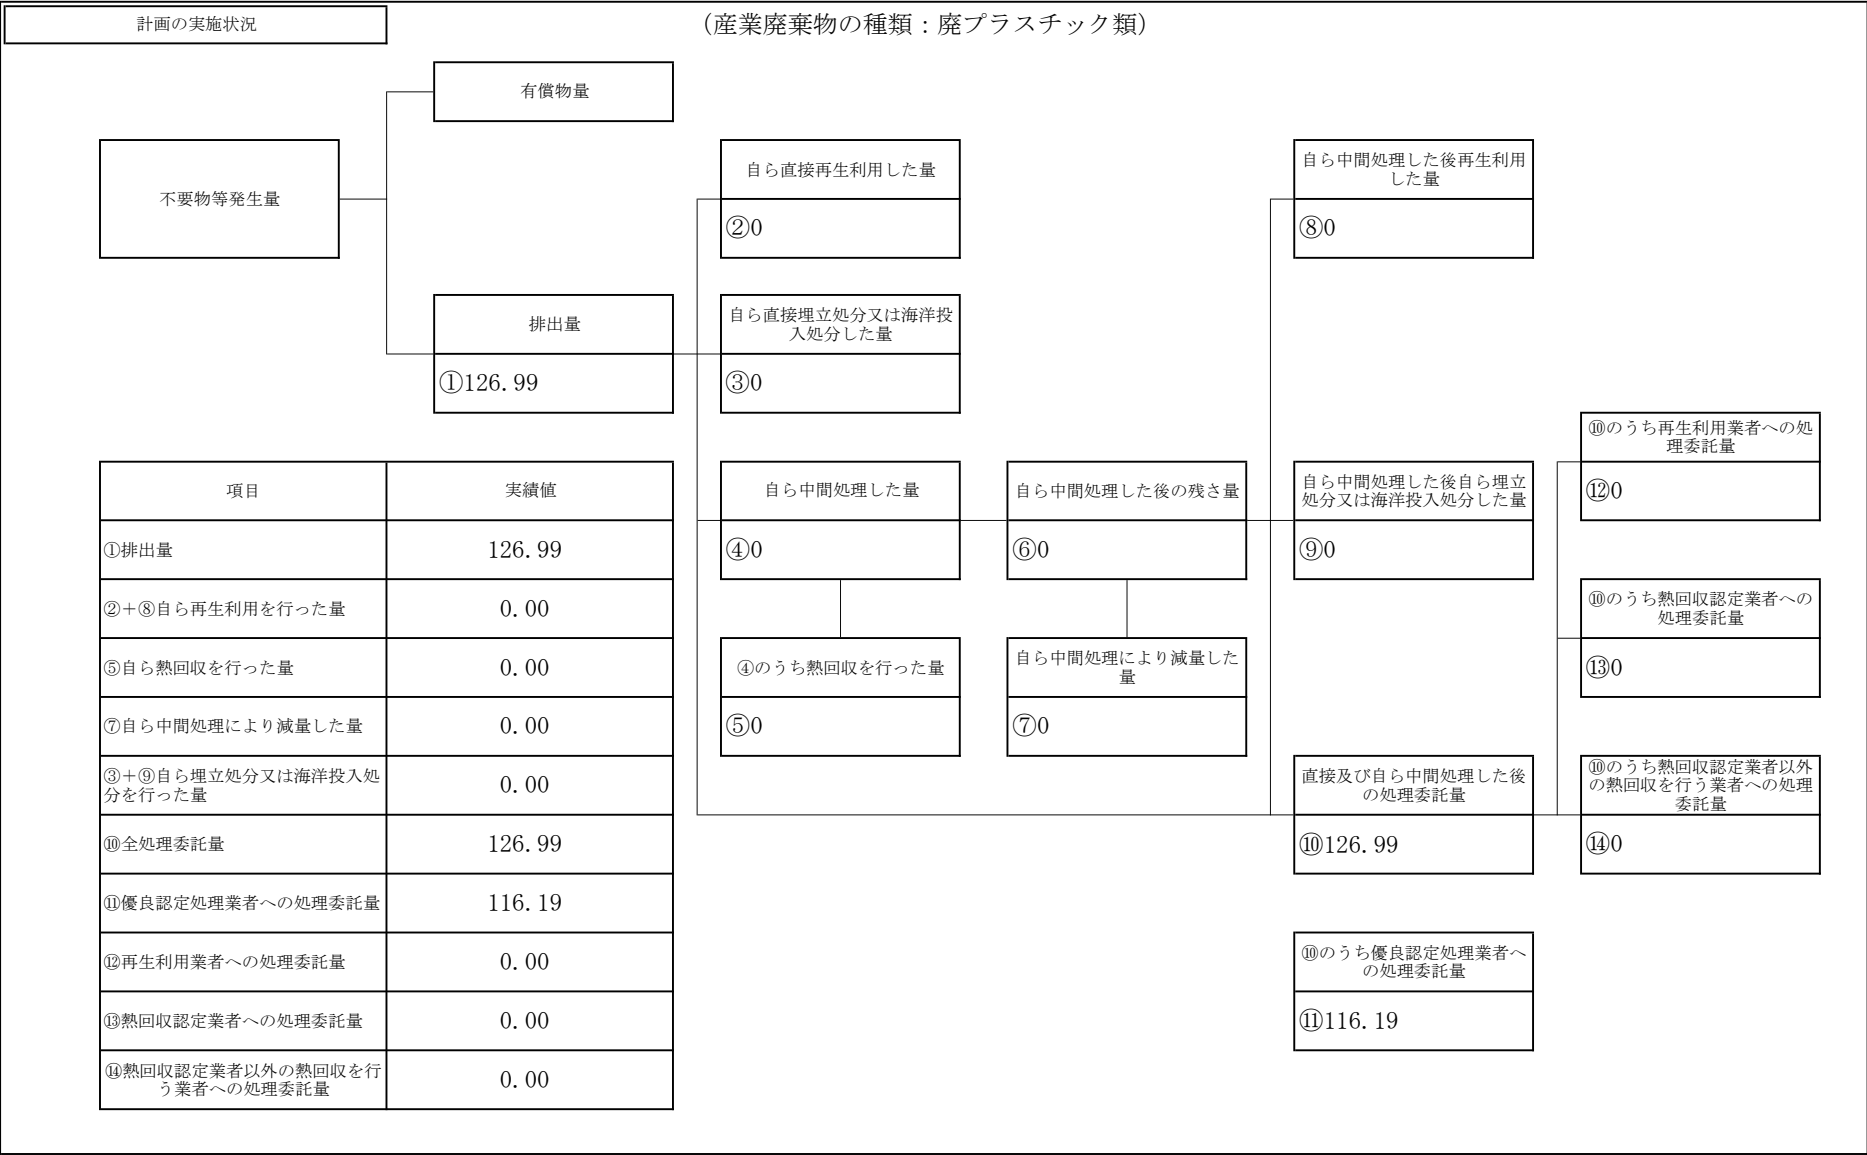 計画の実施状況
（産業廃棄物の種類：廃プラスチック類）
有償物量
不要物等発生量
自ら直接再生利用した量
②0
自ら中間処理した後再生利用
した量
⑧0
排出量
①126.99
自ら直接埋立処分又は海洋投
入処分した量
③0
⑩のうち再生利用業者への処
理委託量
⑫0
項目 実績値
①排出量 126.99
②＋⑧自ら再生利用を行った量 0.00
⑤自ら熱回収を行った量 0.00
⑦自ら中間処理により減量した量 0.00
③＋⑨自ら埋立処分又は海洋投入処
分を行った量 0.00
⑩全処理委託量 126.99
⑪優良認定処理業者への処理委託量 116.19
⑫再生利用業者への処理委託量 0.00
⑬熱回収認定業者への処理委託量 0.00
⑭熱回収認定業者以外の熱回収を行
う業者への処理委託量 0.00
自ら中間処理した量
④0
自ら中間処理した後の残さ量
⑥0
自ら中間処理した後自ら埋立
処分又は海洋投入処分した量
⑨0
④のうち熱回収を行った量
⑤0
自ら中間処理により減量した
量
⑦0
⑩のうち熱回収認定業者への
処理委託量
⑬0
直接及び自ら中間処理した後
の処理委託量
⑩126.99
⑩のうち熱回収認定業者以外
の熱回収を行う業者への処理
委託量
⑭0
⑩のうち優良認定処理業者へ
の処理委託量
⑪116.19